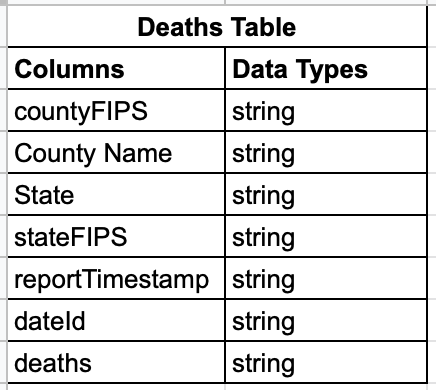 Deaths Table
Columns Data Types
countyFIPS string
County Name string
State string
stateFIPS string
reportTimestamp string
dateId string
deaths string